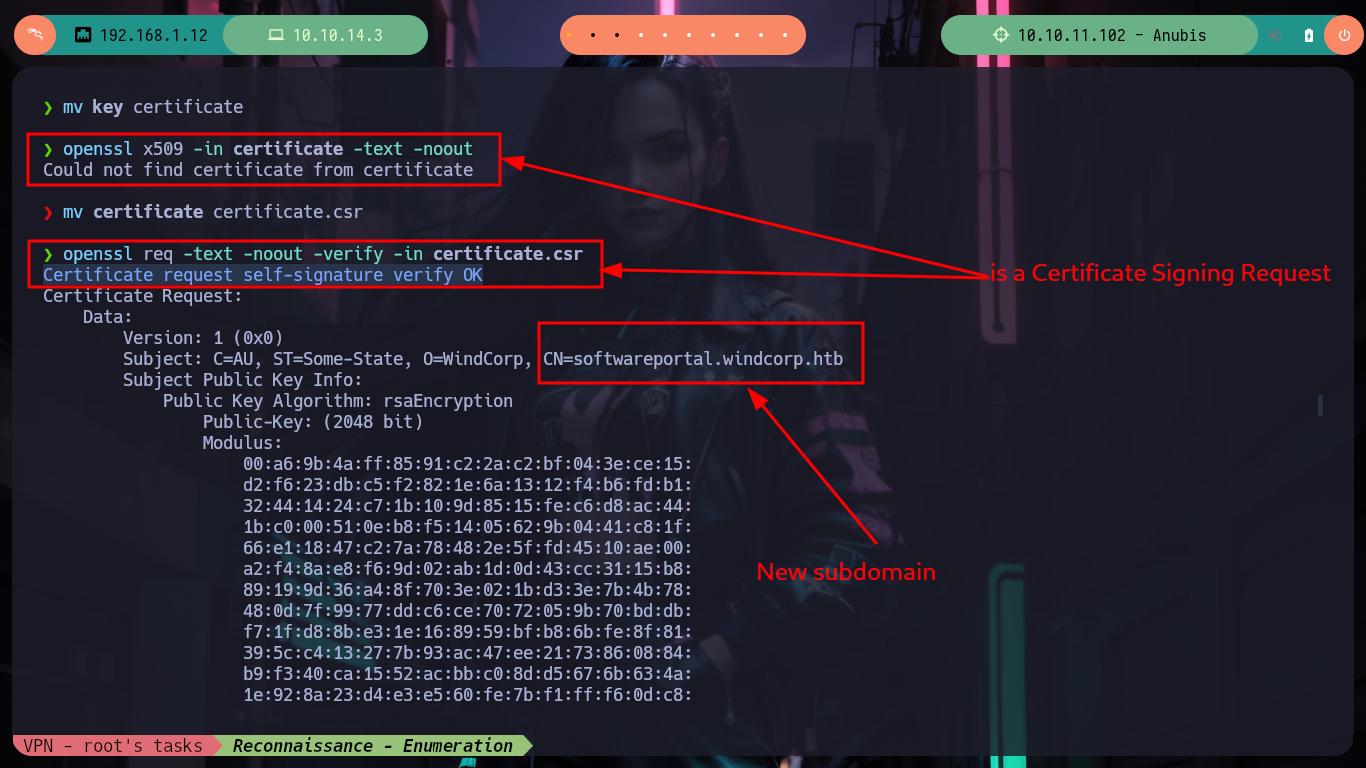 192.168.1.12
10.10.14.3
10.10.11.102 - Anubis
❯ mv key certificate
❯ openssl x509 -in certificate -text -noout
Could not find certificate from certificate
❯ mv certificate certificate.csr
❯ openssl req -text -noout -verify -in certificate.csr
Certificate request self-signature verify OK
is a Certificate Signing Request
Certificate Request:
Data:
Version: 1 (0x0)
Subject: C=AU, ST=Some-State, O=WindCorp, CN=softwareportal.windcorp.htb
Subject Public Key Info:
Public Key Algorithm: rsaEncryption
Public-Key: (2048 bit)
Modulus:
00:a6:9b:4a:ff:85:91:c2:2a:c2:bf:04:3e:ce:15:
d2:f6:23:db:c5:f2:82:1e:6a:13:12:f4:b6:fd:b1:
32:44:14:24:c7:1b:10:9d:85:15:fe:c6:d8:ac:44:
1b:c0:00:51:0e:b8:f5:14:05:62:9b:04:41:c8:1f:
66:e1:18:47:c2:7a:78:48:2e:5f:fd:45:10:ae:00:
a2:f4:8a:e8:f6:9d:02:ab:1d:0d:43:cc:31:15:b8:
89:19:9d:36:a4:8f:70:3e:02:1b:d3:3e:7b:4b:78:
48:0d:7f:99:77:dd:c6:ce:70:72:05:9b:70:bd:db:
f7:1f:d8:8b:e3:1e:16:89:59:bf:b8:6b:fe:8f:81:
39:5c:c4:13:27:7b:93:ac:47:ee:21:73:86:08:84:
b9:f3:40:ca:15:52:ac:bb:c0:8d:d5:67:6b:63:4a:
1e:92:8a:23:d4:e3:e5:60:fe:7b:f1:ff:f6:0d:c8:
New subdomain
VPN - root's tasks
Reconnaissance - Enumeration